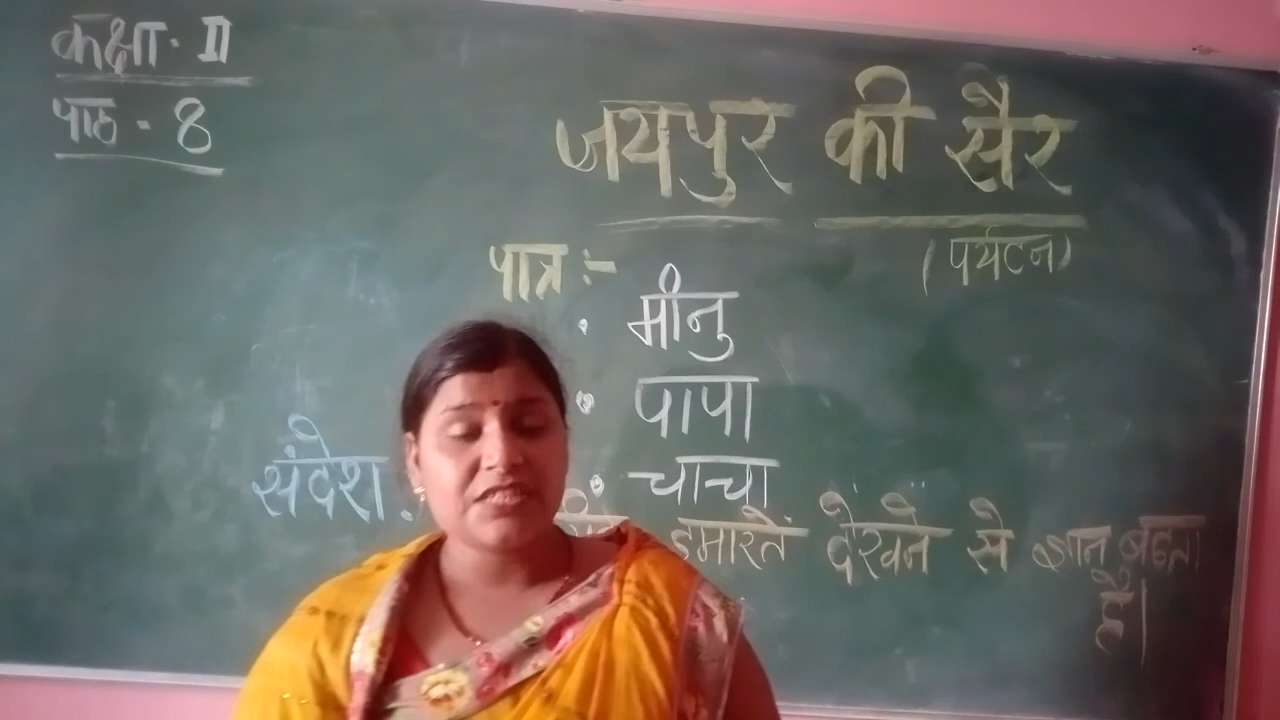 कक्षा - II
पाठ - 8
जयपुर की सैर
(पर्यटन)
पात्र :-
• मीनु
• पापा
• चाचा
संदेश इमारतें देखने से ज्ञान बढ़ता
है।